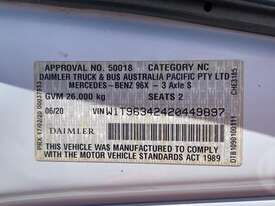 APPROVAL 50018 CATEGORY NC
DAIMLER TRUCK & BUS AUSTRALIA PACIFIC PTY LTD
MERCEDES-BENZ 96X - 3 Axle S
GVM 26,000 kg SEATS 2
06/20 VIN W1T96342420449897
DAIMLER
THIS VEHICLE WAS MANUFACTURED TO COMPLY
WITH THE MOTOR VEHICLE STANDARDS ACT 1989
CHE3185